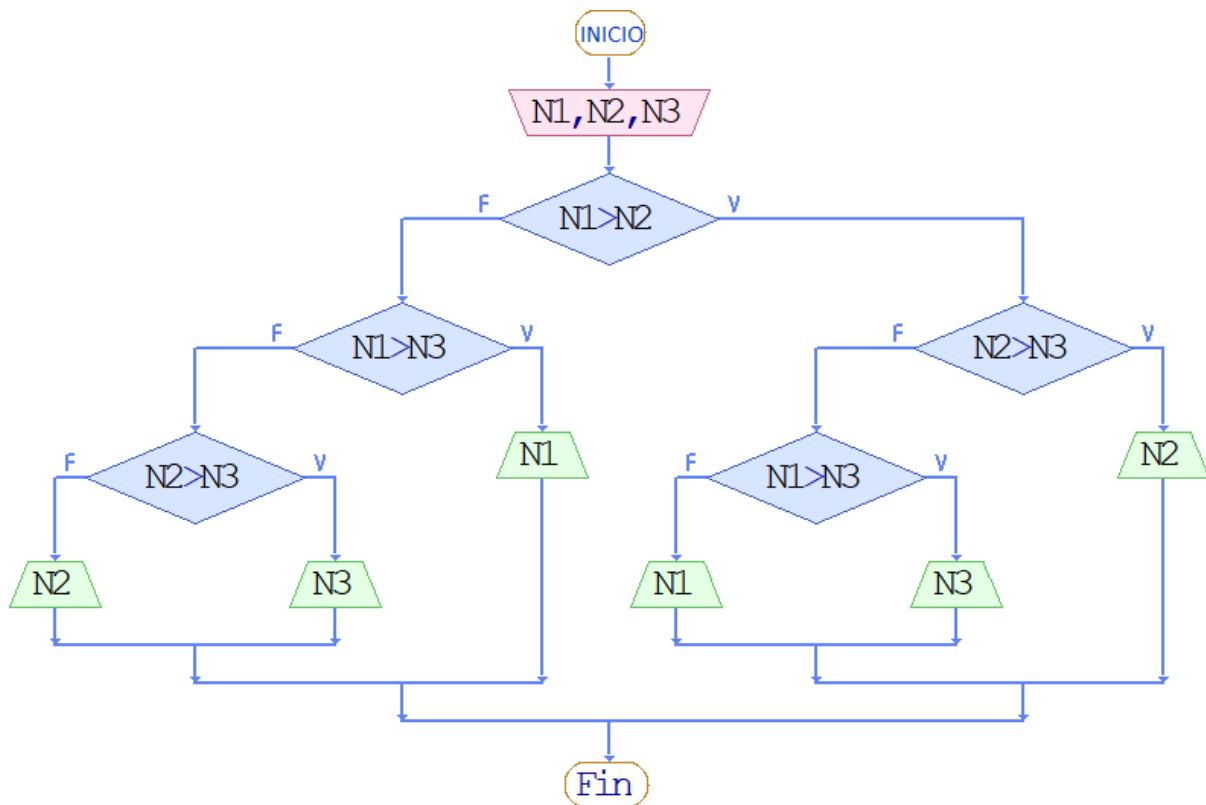 INICIO
N1,N2,N3
N1>N2
F
V
N1>N3
F
V
N2>N3
F
V
N2>N3
F
V
N1
N1>N3
F
V
N2
N2
N3
N1
N3
Fin